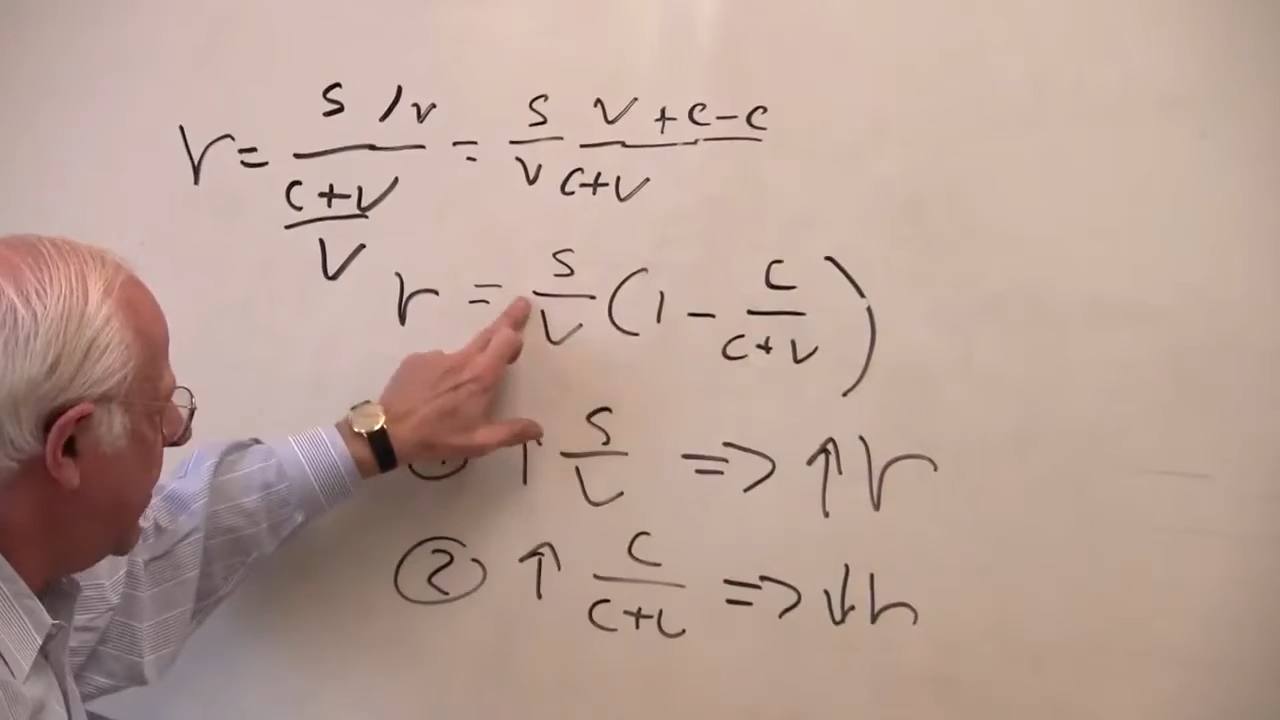 r = (s/v)/((c+v)/v) = s/v (v+c-c)/(c+v)
r = s/v (1 - c/(c+v))
↑ s/v => ↑r
② ↑ c/(c+v) => ↓r